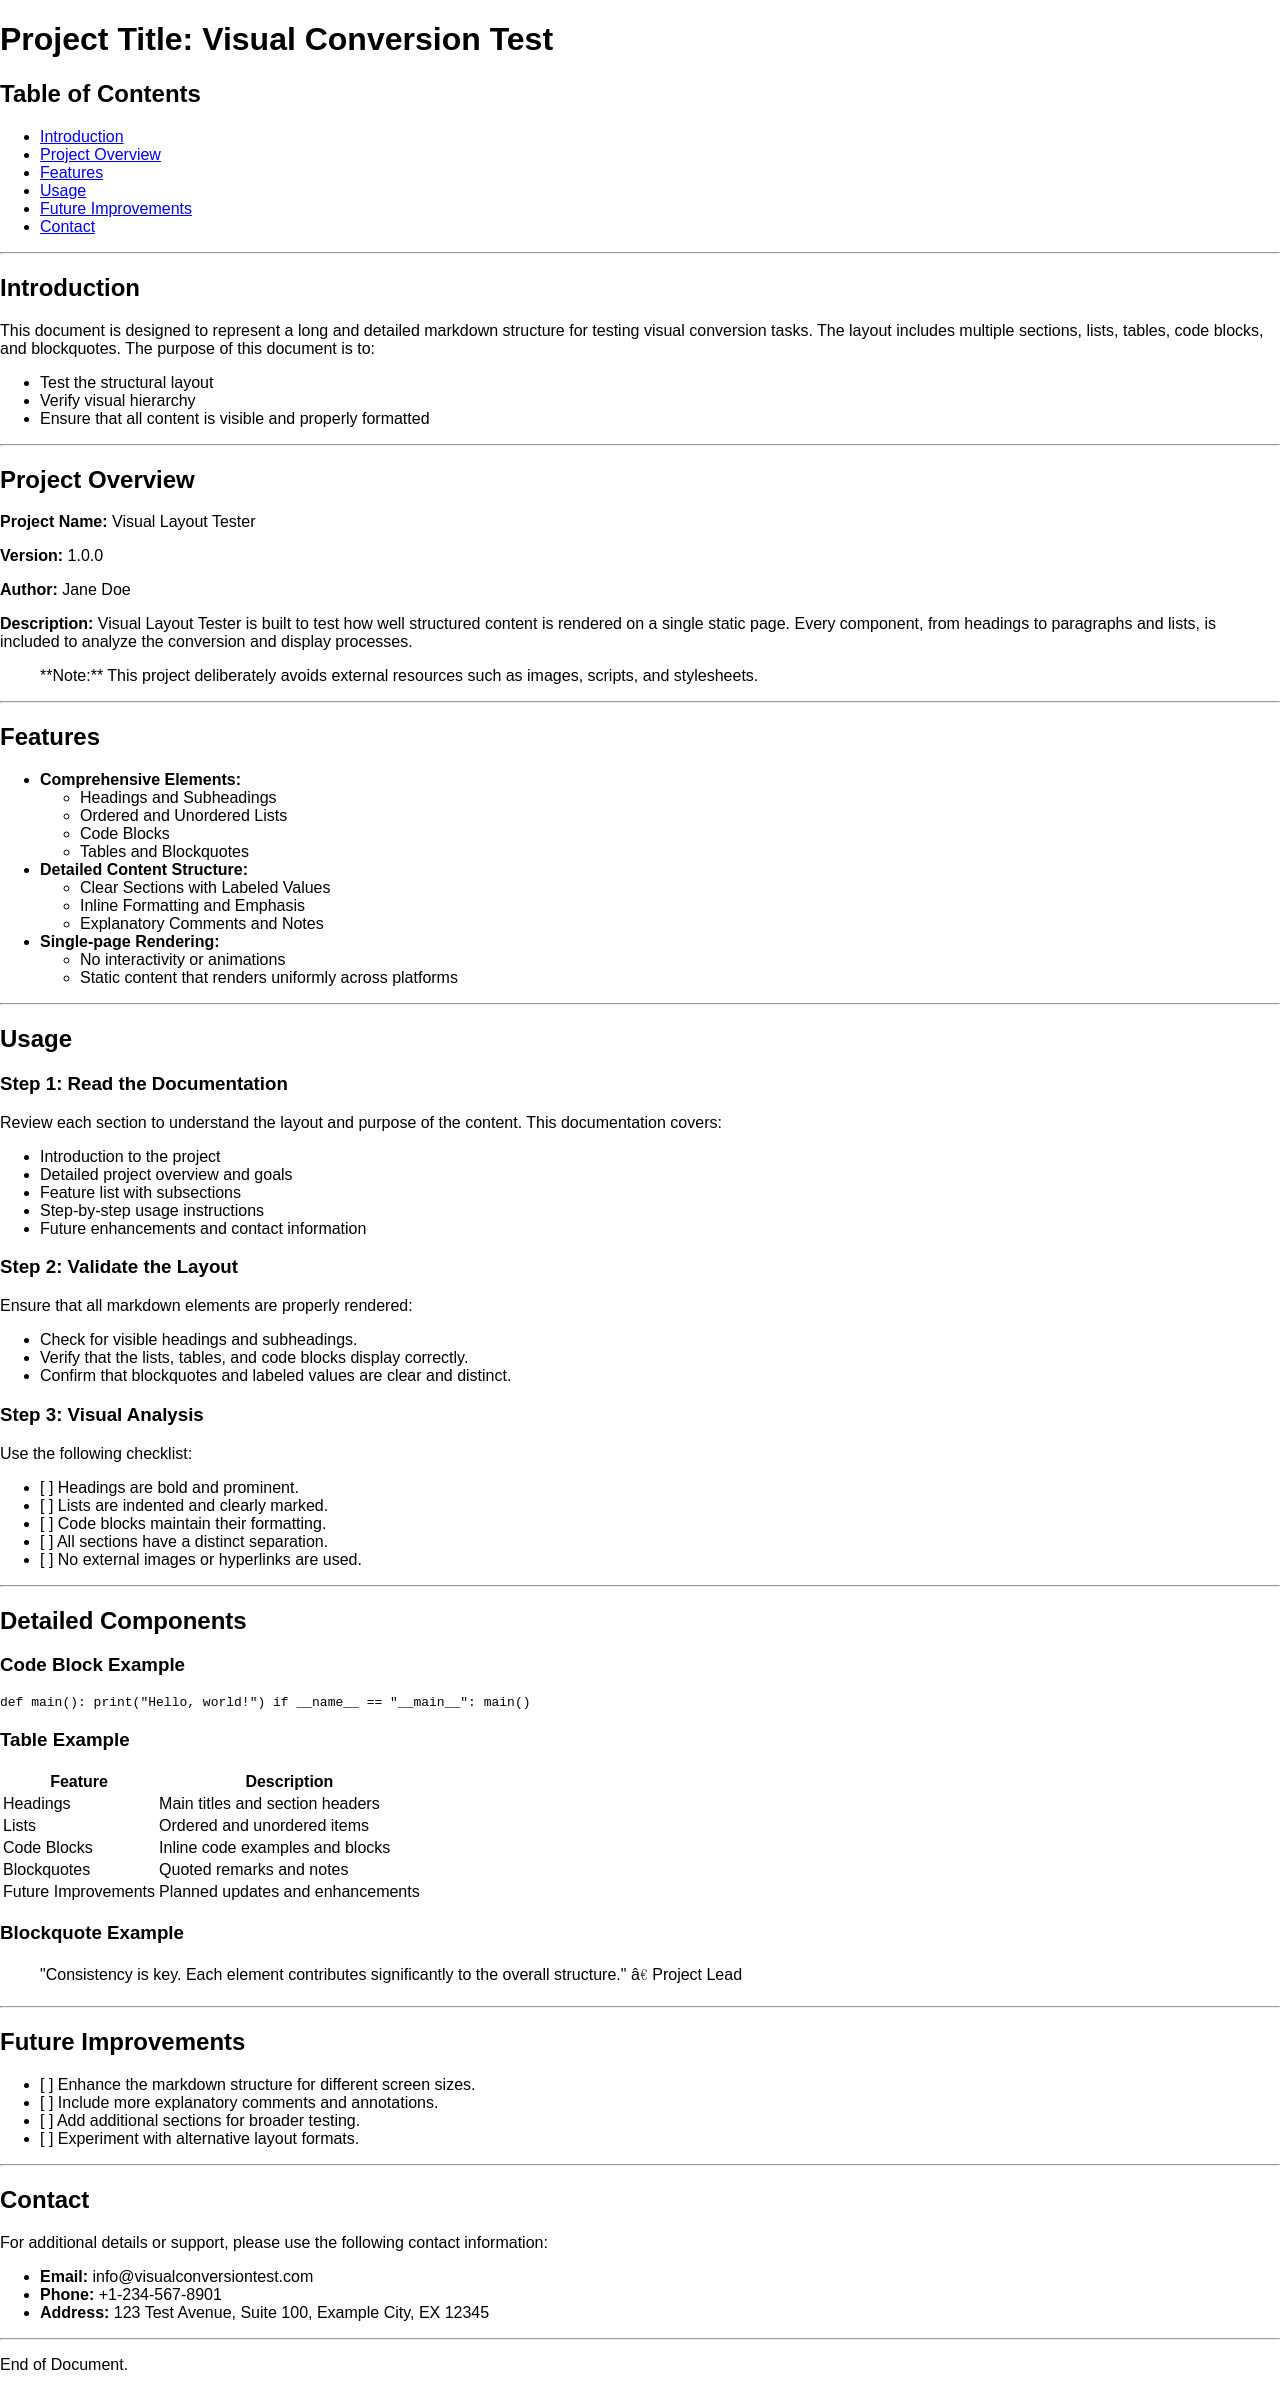 Project Title: Visual Conversion Test
Table of Contents
Introduction
Project Overview
Features
Usage
Future Improvements
Contact
Introduction
This document is designed to represent a long and detailed markdown structure for testing visual conversion tasks. The layout includes multiple sections, lists, tables, code blocks,
and blockquotes. The purpose of this document is to:
Test the structural layout
Verify visual hierarchy
Ensure that all content is visible and properly formatted
Project Overview
Project Name: Visual Layout Tester
Version: 1.0.0
Author: Jane Doe
Description: Visual Layout Tester is built to test how well structured content is rendered on a single static page. Every component, from headings to paragraphs and lists, is
included to analyze the conversion and display processes.
**Note:** This project deliberately avoids external resources such as images, scripts, and stylesheets.
Features
Comprehensive Elements:
Headings and Subheadings
Ordered and Unordered Lists
Code Blocks
Tables and Blockquotes
Detailed Content Structure:
Clear Sections with Labeled Values
Inline Formatting and Emphasis
Explanatory Comments and Notes
Single-page Rendering:
No interactivity or animations
Static content that renders uniformly across platforms
Usage
Step 1: Read the Documentation
Review each section to understand the layout and purpose of the content. This documentation covers:
Introduction to the project
Detailed project overview and goals
Feature list with subsections
Step-by-step usage instructions
Future enhancements and contact information
Step 2: Validate the Layout
Ensure that all markdown elements are properly rendered:
Check for visible headings and subheadings.
Verify that the lists, tables, and code blocks display correctly.
Confirm that blockquotes and labeled values are clear and distinct.
Step 3: Visual Analysis
Use the following checklist:
[ ] Headings are bold and prominent.
[ ] Lists are indented and clearly marked.
[ ] Code blocks maintain their formatting.
[ ] All sections have a distinct separation.
[ ] No external images or hyperlinks are used.
Detailed Components
Code Block Example
def main(): print("Hello, world!") if __name__ == "__main__": main()
Table Example
Feature Description
Headings Main titles and section headers
Lists Ordered and unordered items
Code Blocks Inline code examples and blocks
Blockquotes Quoted remarks and notes
Future Improvements Planned updates and enhancements
Blockquote Example
"Consistency is key. Each element contributes significantly to the overall structure." â€ Project Lead
Future Improvements
[ ] Enhance the markdown structure for different screen sizes.
[ ] Include more explanatory comments and annotations.
[ ] Add additional sections for broader testing.
[ ] Experiment with alternative layout formats.
Contact
For additional details or support, please use the following contact information:
Email: info@visualconversiontest.com
Phone: +1-234-567-8901
Address: 123 Test Avenue, Suite 100, Example City, EX 12345
End of Document.